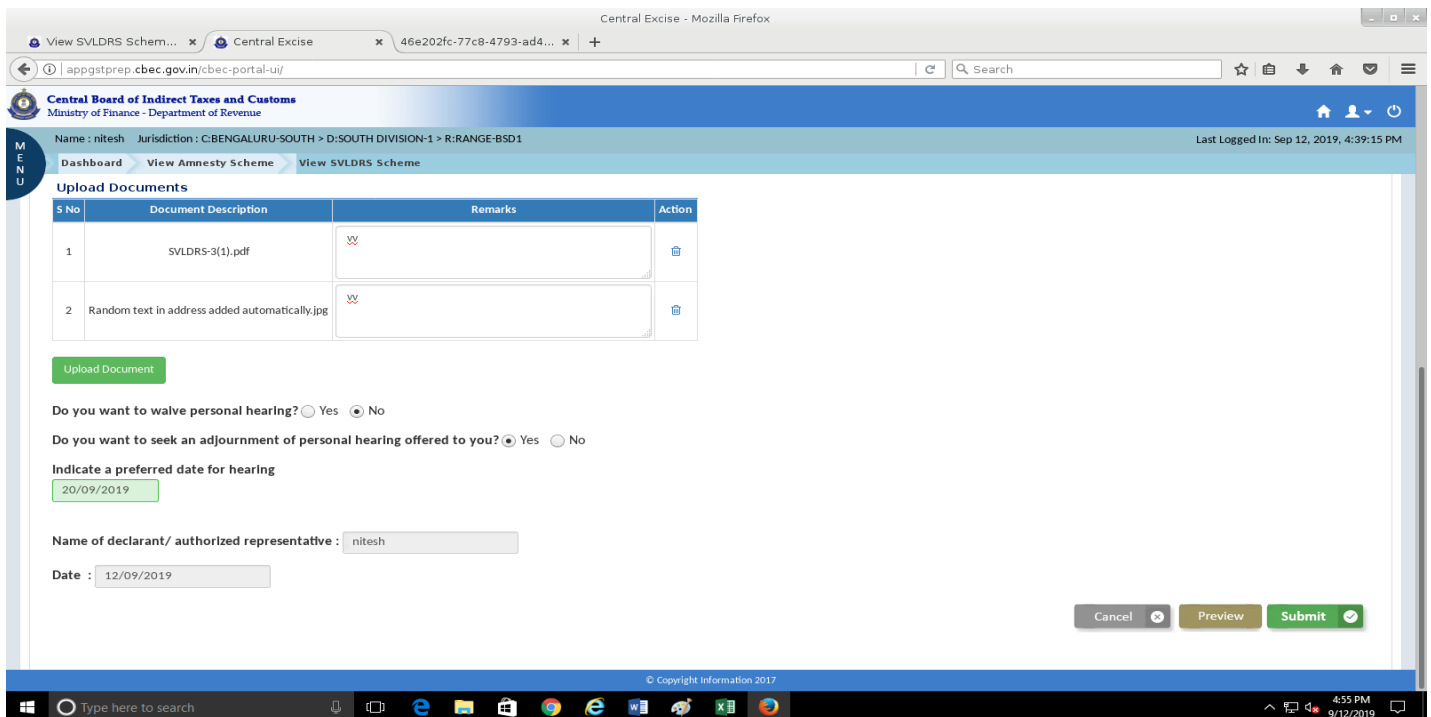 Central Excise - Mozilla Firefox
View SVLDRS Schem... Central Excise 46e202fc-77c8-4793-ad4...
appgstprep.cbec.gov.in/cbec-portal-ui/ Search
Central Board of Indirect Taxes and Customs
Ministry of Finance - Department of Revenue
MENU
Name : nitesh Jurisdiction : C:BENGALURU-SOUTH > D:SOUTH DIVISION-1 > R:RANGE-BSD1 Last Logged In: Sep 12, 2019, 4:39:15 PM
Dashboard View Amnesty Scheme View SVLDRS Scheme
Upload Documents
S No Document Description Remarks Action
1 SVLDRS-3(1).pdf vv
2 Random text in address added automatically.jpg vv
Upload Document
Do you want to waive personal hearing? Yes No
Do you want to seek an adjournment of personal hearing offered to you? Yes No
Indicate a preferred date for hearing
20/09/2019
Name of declarant/ authorized representative : nitesh
Date : 12/09/2019
Cancel Preview Submit
© Copyright Information 2017
Type here to search
4:55 PM
9/12/2019